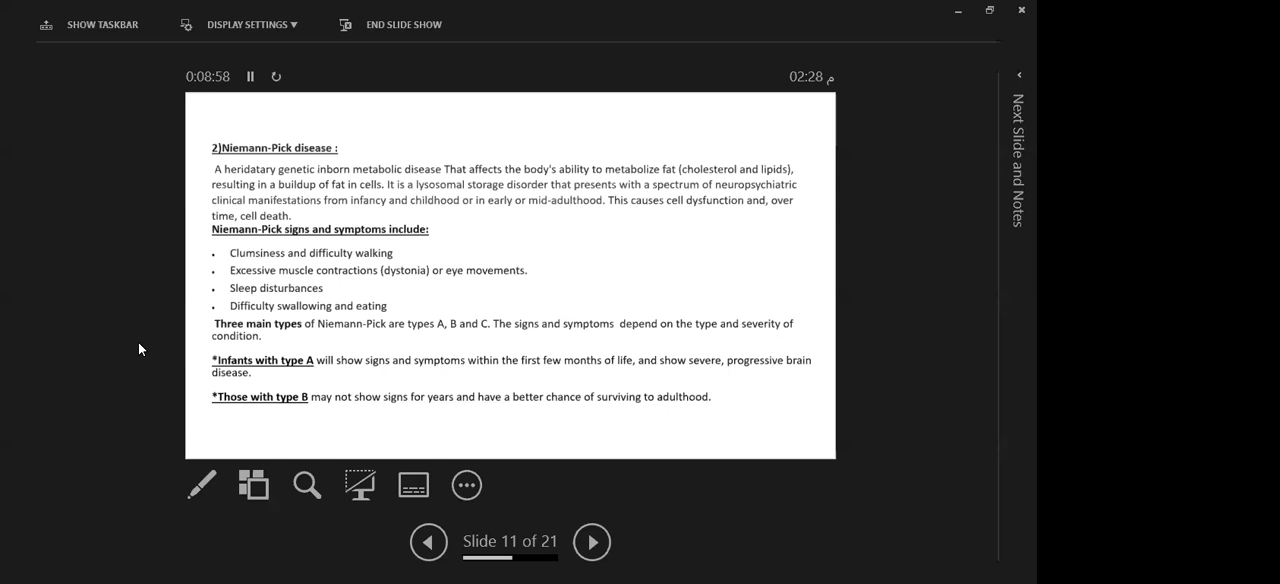 SHOW TASKBAR
DISPLAY SETTINGS ▼
END SLIDE SHOW
0:08:58
02:28 م
2)Niemann-Pick disease :
A heridatary genetic inborn metabolic disease That affects the body's ability to metabolize fat (cholesterol and lipids),
resulting in a buildup of fat in cells. It is a lysosomal storage disorder that presents with a spectrum of neuropsychiatric
clinical manifestations from infancy and childhood or in early or mid-adulthood. This causes cell dysfunction and, over
time, cell death.
Niemann-Pick signs and symptoms include:
• Clumsiness and difficulty walking
• Excessive muscle contractions (dystonia) or eye movements.
• Sleep disturbances
• Difficulty swallowing and eating
Three main types of Niemann-Pick are types A, B and C. The signs and symptoms depend on the type and severity of
condition.
*Infants with type A will show signs and symptoms within the first few months of life, and show severe, progressive brain
disease.
*Those with type B may not show signs for years and have a better chance of surviving to adulthood.
Slide 11 of 21
Next Slide and Notes